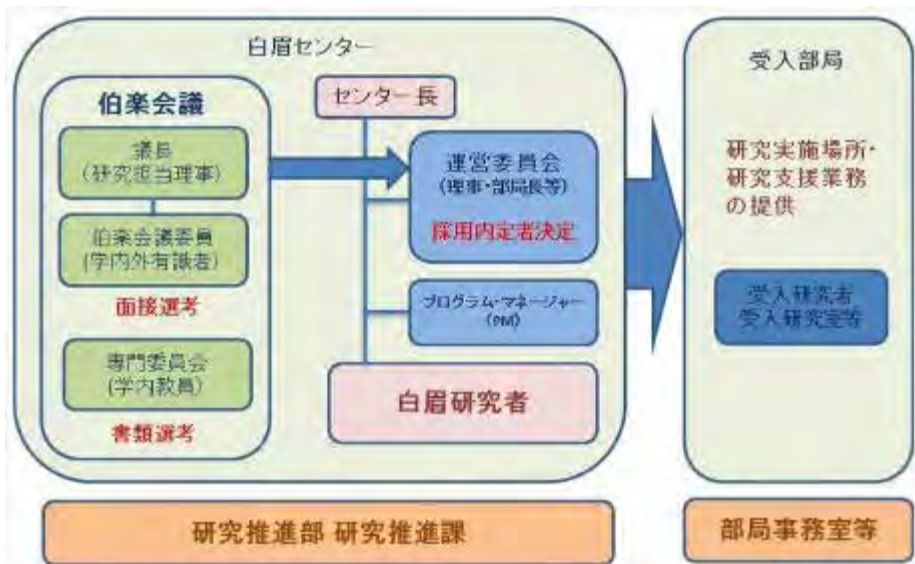 白眉センター
伯楽会議
議長
(研究担当理事)
伯楽会議委員
(学内外有識者)
面接選考
専門委員会
(学内教員)
書類選考
センター長
運営委員会
(理事・部局長等)
採用内定者決定
プログラム・マネージャー
(PM)
白眉研究者
受入部局
研究実施場所・
研究支援業務
の提供
受入研究者
受入研究室等
研究推進部 研究推進課
部局事務室等